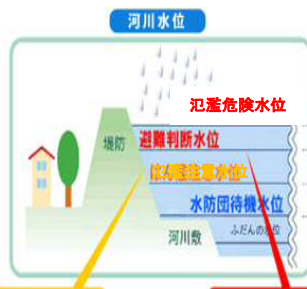 河川水位
氾濫危険水位
堤防
避難判断水位
氾濫注意水位
水防団待機水位
ふだんの水位
河川敷